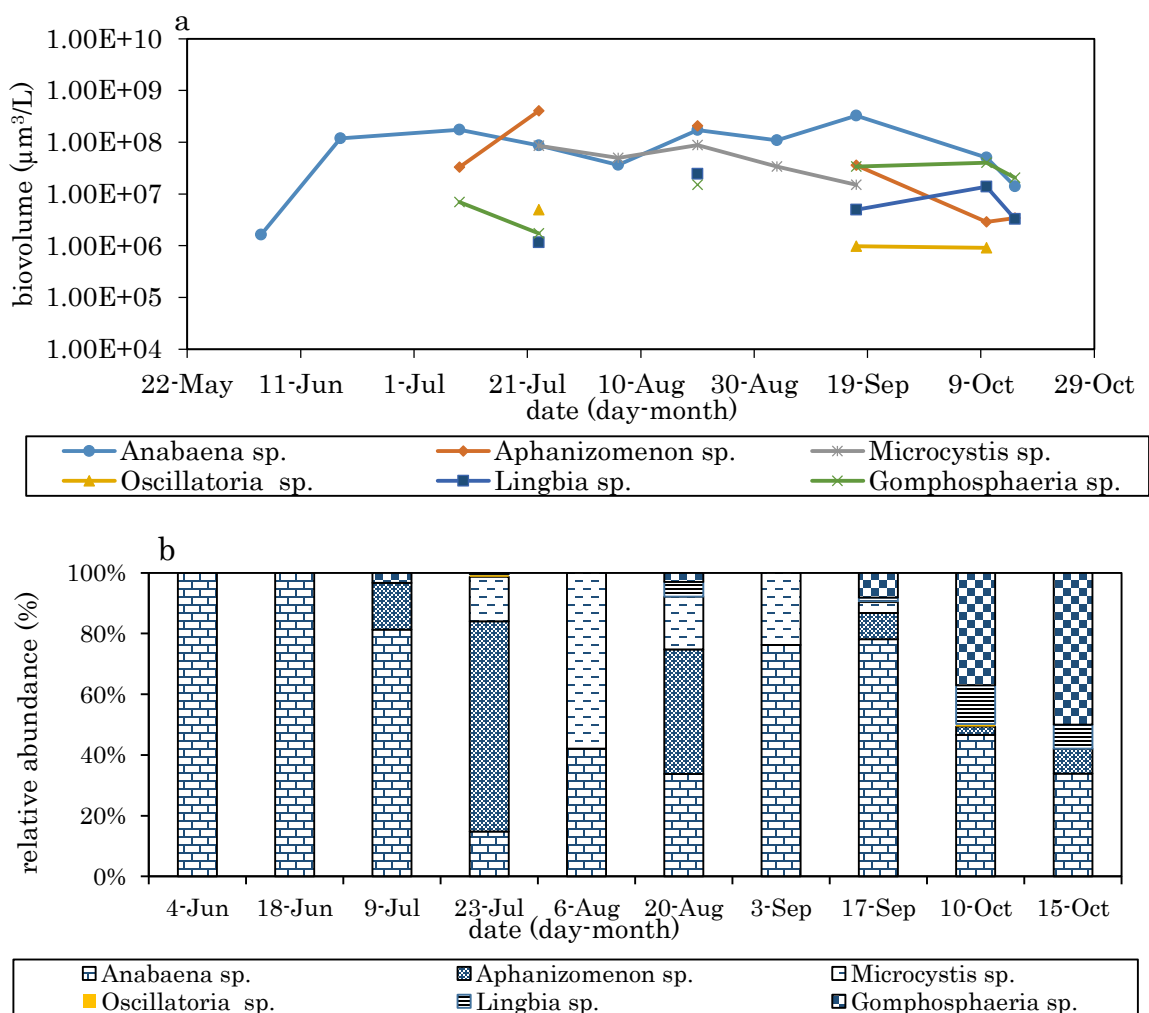 a
1.00E+10
1.00E+09
1.00E+08
1.00E+07
1.00E+06
1.00E+05
1.00E+04
biovolume (µm³/L)
22-May 11-Jun 1-Jul 21-Jul 10-Aug 30-Aug 19-Sep 9-Oct 29-Oct
date (day-month)
Anabaena sp. Aphanizomenon sp. Microcystis sp.
Oscillatoria sp. Lingbia sp. Gomphosphaeria sp.
b
100%
80%
60%
40%
20%
0%
relative abundance (%)
4-Jun 18-Jun 9-Jul 23-Jul 6-Aug 20-Aug 3-Sep 17-Sep 10-Oct 15-Oct
date (day-month)
Anabaena sp. Aphanizomenon sp. Microcystis sp.
Oscillatoria sp. Lingbia sp. Gomphosphaeria sp.